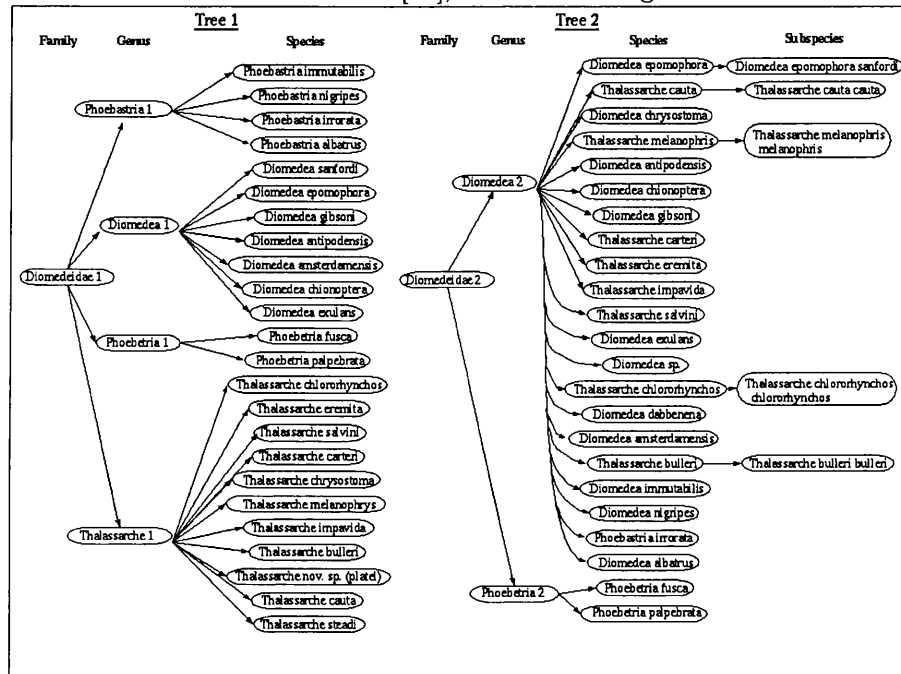 Tree 1
Family Genus Species
Phoebastria immutabilis
Phoebastria nigripes
Phoebastria 1
Phoebastria irrorata
Phoebastria albatrus
Diomedea sanfordi
Diomedea epomophora
Diomedea 1
Diomedea gibsoni
Diomedea antipodensis
Diomedea amsterdamensis
Diomedeidae 1
Diomedea chionoptera
Diomedea exulans
Phoebetria 1
Phoebetria fusca
Phoebetria palpebrata
Thalassarche chlororhynchos
Thalassarche eremita
Thalassarche salvini
Thalassarche carteri
Thalassarche chrysostoma
Thalassarche melanophrys
Thalassarche 1
Thalassarche impavida
Thalassarche bulleri
Thalassarche nov. sp. (platei)
Thalassarche cauta
Thalassarche steadi
Tree 2
Family Genus Species Subspecies
Diomedea epomophora
Diomedea epomophora sanfordi
Thalassarche cauta
Thalassarche cauta cauta
Diomedea chrysostoma
Thalassarche melanophris
Thalassarche melanophris
melanophris
Diomedea antipodensis
Diomedea 2
Diomedea chionoptera
Diomedea gibsoni
Thalassarche carteri
Thalassarche eremita
Diomedeidae 2
Thalassarche impavida
Thalassarche salvini
Diomedea exulans
Diomedea sp.
Thalassarche chlororhynchos
Thalassarche chlororhynchos
chlororhynchos
Diomedea dabbenena
Diomedea amsterdamensis
Thalassarche bulleri
Thalassarche bulleri bulleri
Diomedea immutabilis
Diomedea nigripes
Phoebastria irrorata
Diomedea albatrus
Phoebetria 2
Phoebetria fusca
Phoebetria palpebrata